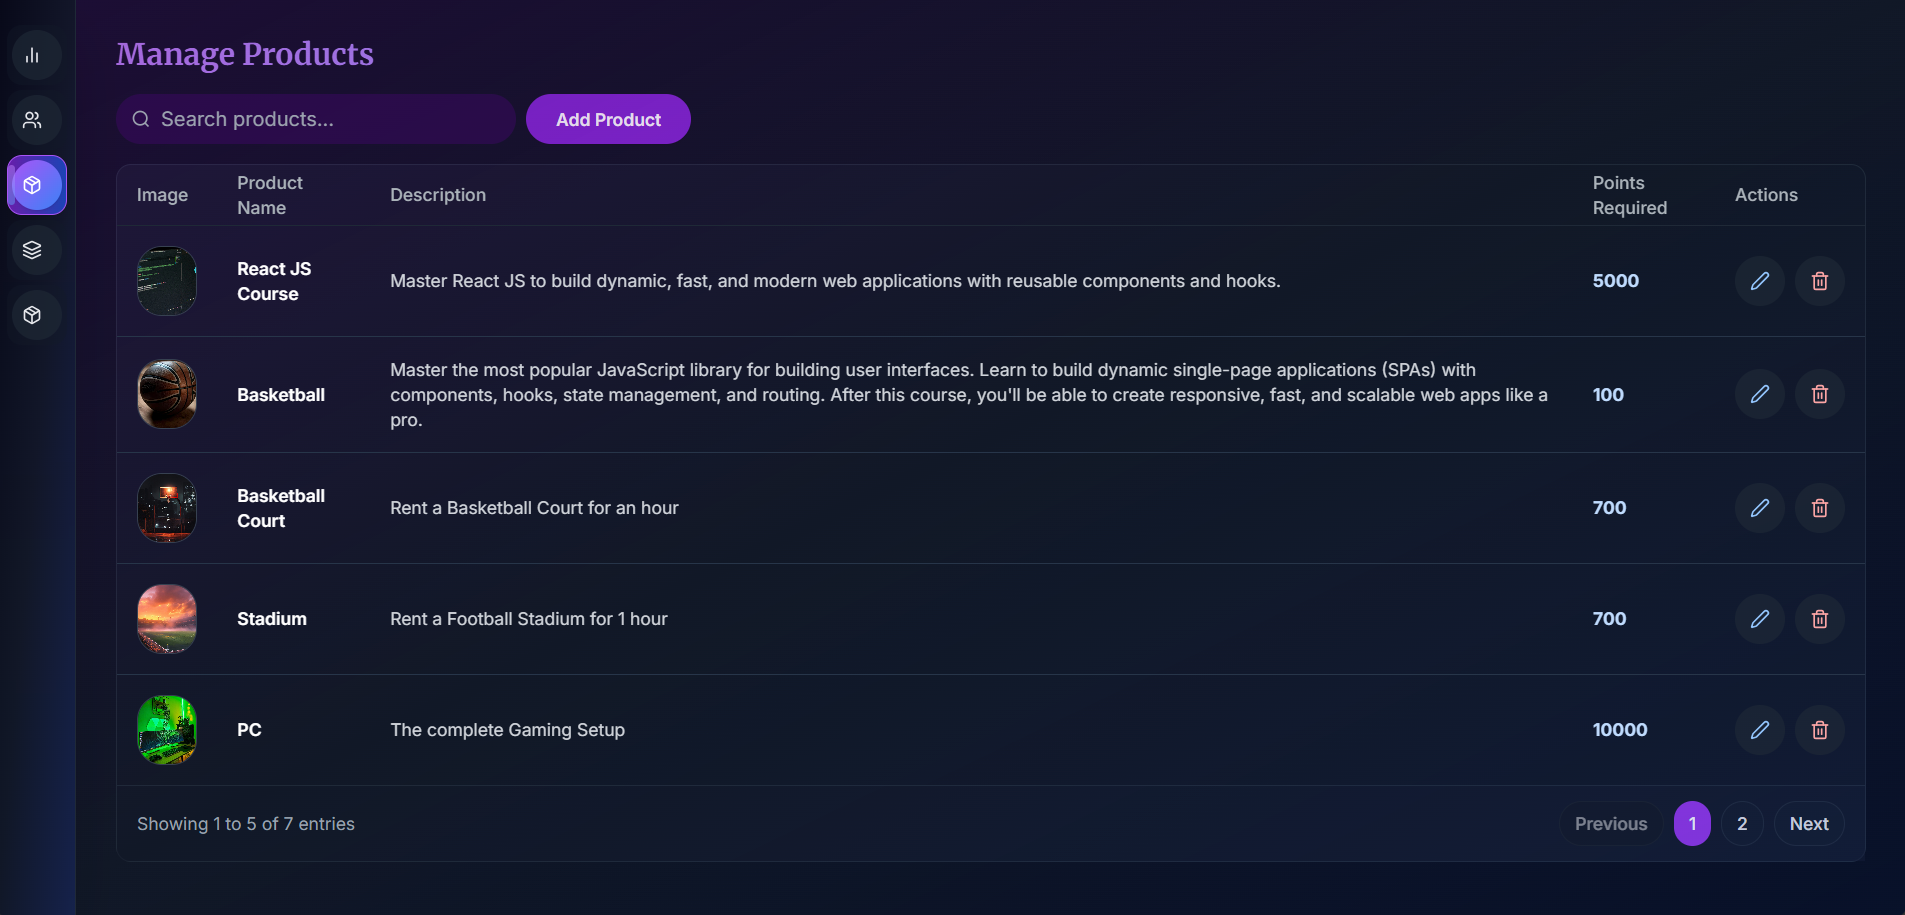 Manage Products
Search products...
Add Product
Image
Product
Name
Description
Points
Required
Actions
React JS
Course
Master React JS to build dynamic, fast, and modern web applications with reusable components and hooks.
5000
Basketball
Master the most popular JavaScript library for building user interfaces. Learn to build dynamic single-page applications (SPAs) with
components, hooks, state management, and routing. After this course, you'll be able to create responsive, fast, and scalable web apps like a
pro.
100
Basketball
Court
Rent a Basketball Court for an hour
700
Stadium
Rent a Football Stadium for 1 hour
700
PC
The complete Gaming Setup
10000
Showing 1 to 5 of 7 entries
Previous
1
2
Next